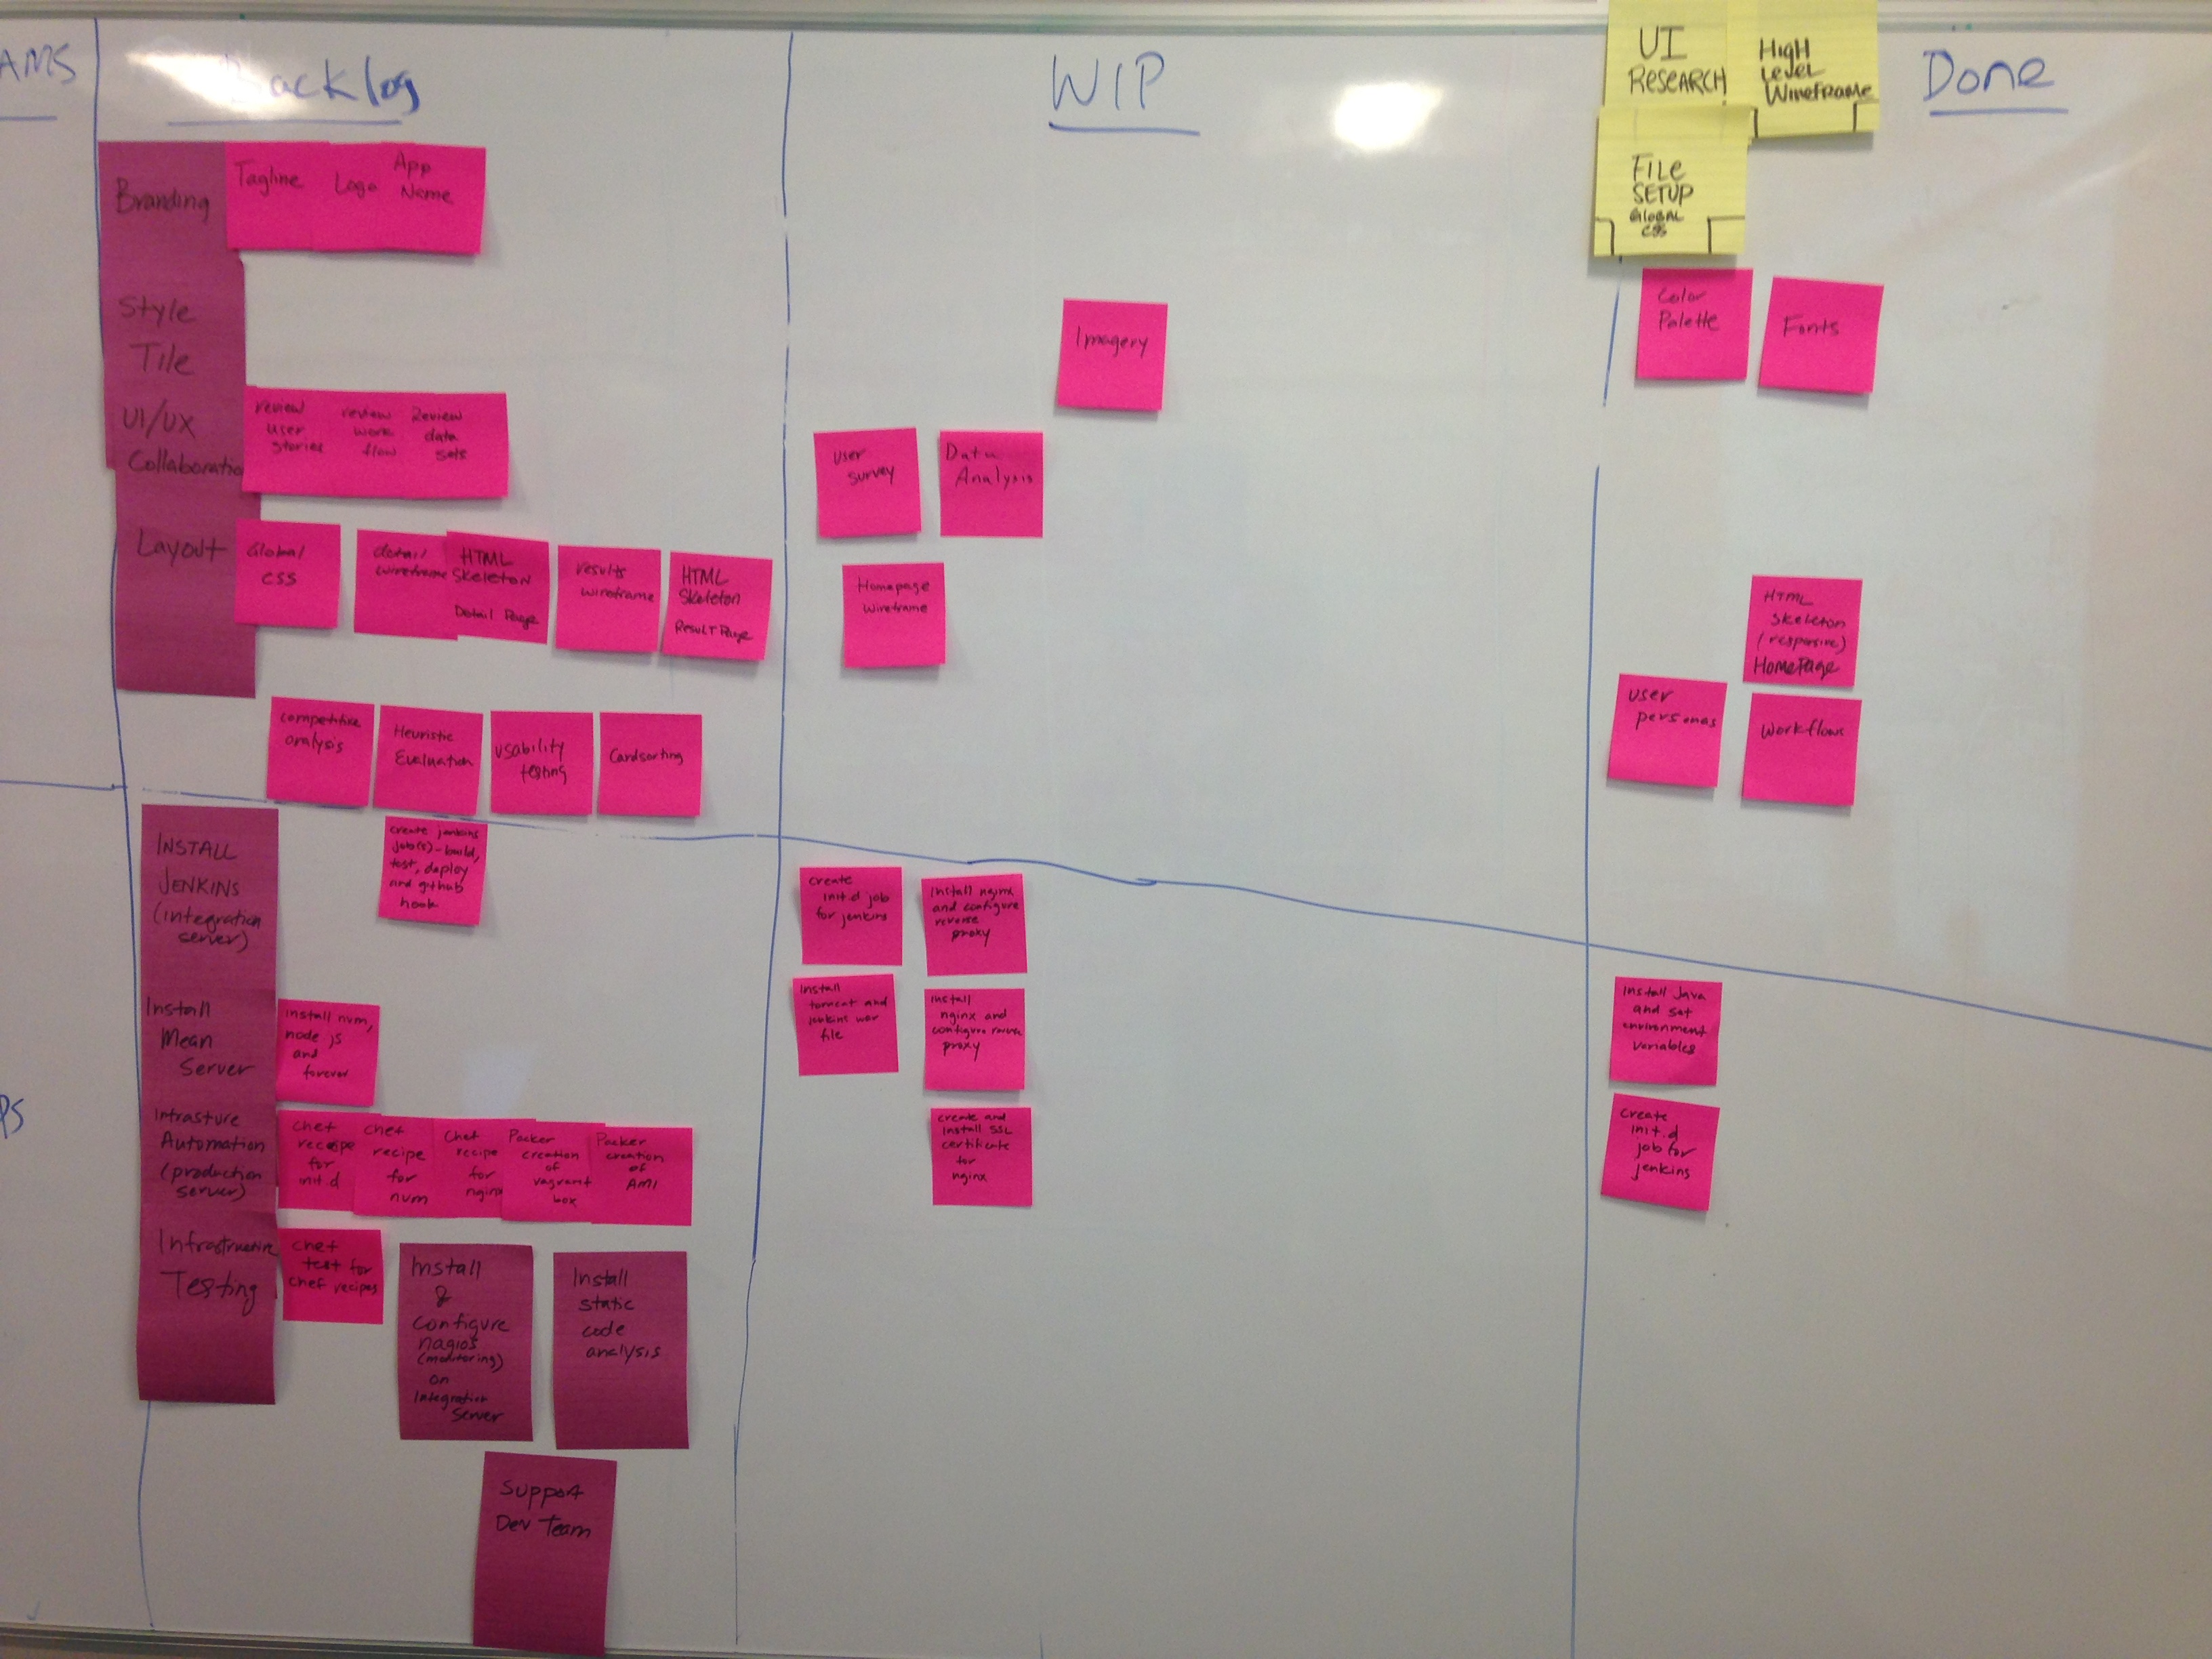 AMS
Backlog
WIP
Done
UI
RESEARCH
HIGH
Level
WIREFRAME
FILE
SETUP
GLOBAL
CSS
Branding
Tagline
Logo
App
Name
Style
Tile
Imagery
Color
Palette
Fonts
UI/UX
Collaboratio
review
user
stories
review
work
flow
Review
data
sets
User
Survey
Data
Analysis
Layout
Global
CSS
detail
wireframe
HTML
Skeleton
Detail Page
results
wireframe
HTML
Skeleton
Result Page
Homepage
Wireframe
HTML
Skeleton
(responsive)
HomePage
User
personas
Workflows
competitive
analysis
Heuristic
Evaluation
Usability
testing
Cardsorting
INSTALL
JENKINS
(integration
server)
create jenkins
job(s)-build,
test, deploy
and github
hook
create
init.d job
for jenkins
install nginx
and configure
reverse
proxy
Install
tomcat and
jenkins war
file
install
nginx and
configure reverse
proxy
create and
install SSL
certificate
for
nginx
Install Java
and set
environment
variables
create
init.d
job for
jenkins
Install
Mean
Server
install nvm,
node js
and
forever
PS
Infrasture
Automation
(production
server)
chef
recipe
for
init.d
chef
recipe
for
nvm
Chef
recipe
for
nginx
Packer
creation of
vagrant
box
Packer
creation
of
AMI
Infrastructure
Testing
chef
test for
chef recipes
Install
&
Configure
nagios
(monitoring)
on
Integration
Server
Install
static
code
analysis
Support
Dev Team